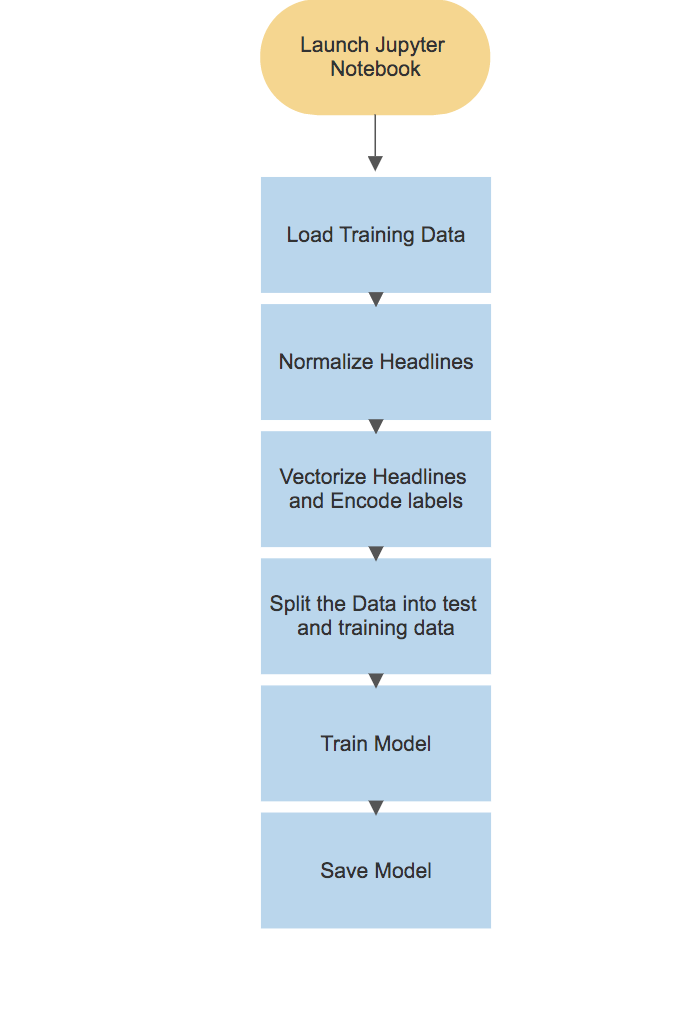 Launch Jupyter
Notebook
Load Training Data
Normalize Headlines
Vectorize Headlines
and Encode labels
Split the Data into test
and training data
Train Model
Save Model